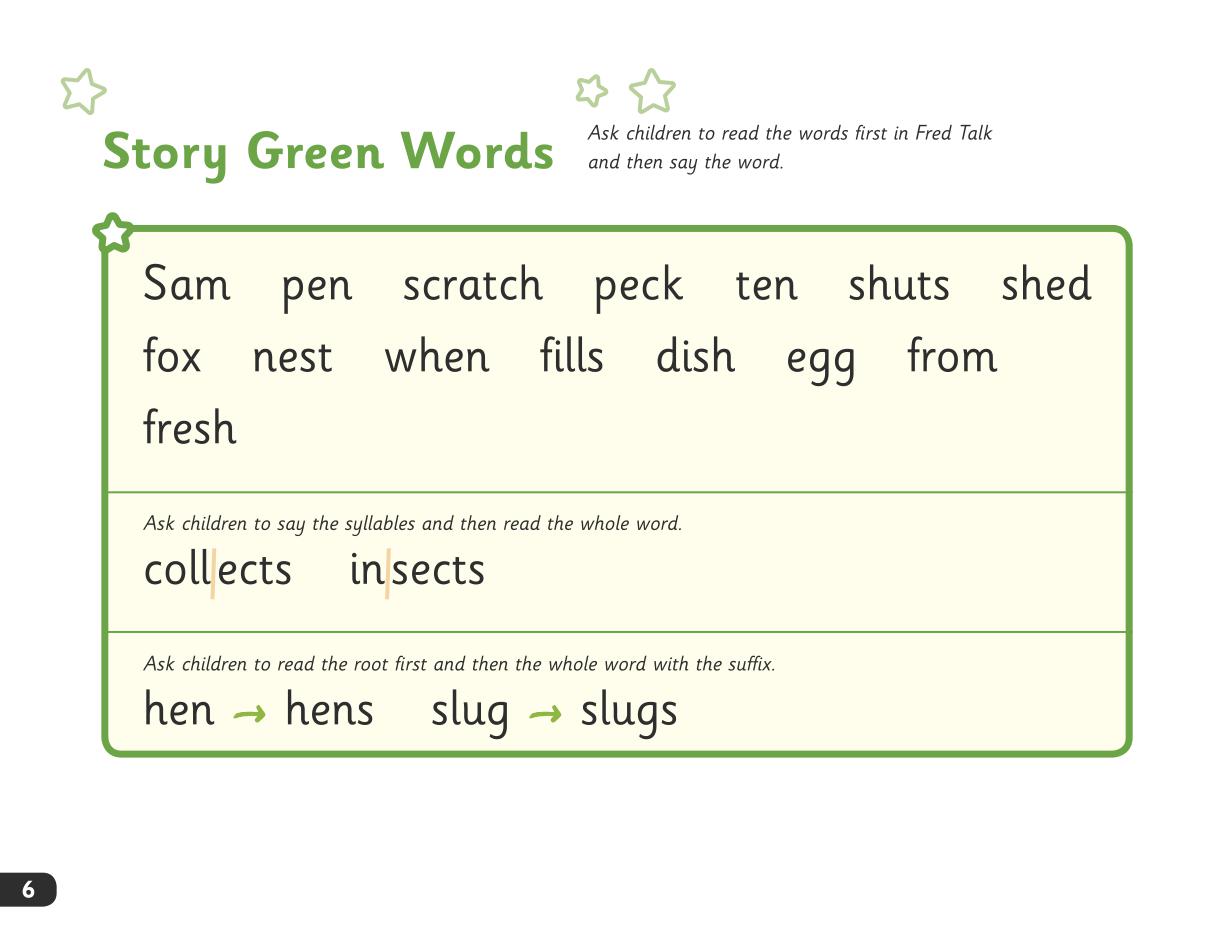 Story Green Words
Ask children to read the words first in Fred Talk
and then say the word.
Sam pen scratch peck ten shuts shed
fox nest when fills dish egg from
fresh
Ask children to say the syllables and then read the whole word.
coll|ects in|sects
Ask children to read the root first and then the whole word with the suffix.
hen → hens slug → slugs
6